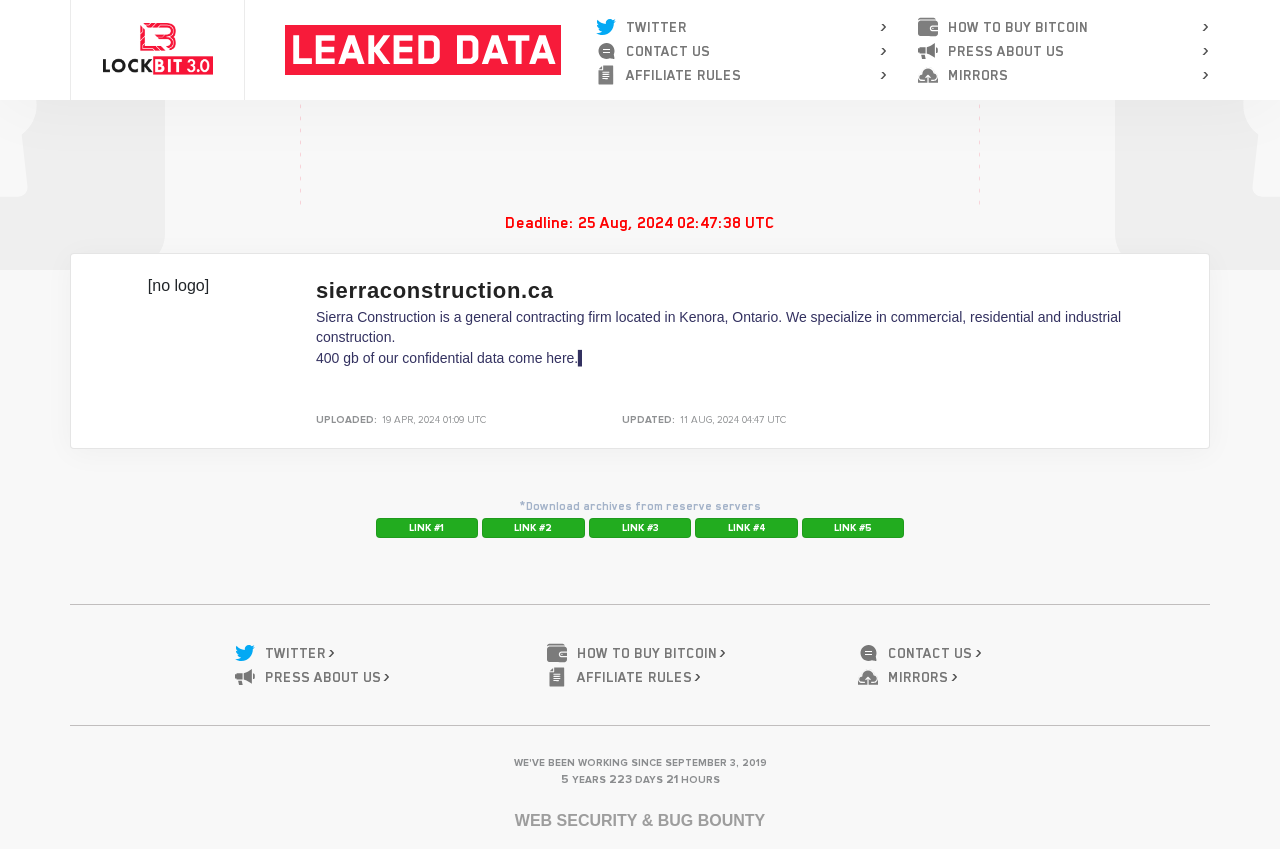 LOCKBIT 3.0
LEAKED DATA
TWITTER
CONTACT US
AFFILIATE RULES
HOW TO BUY BITCOIN
PRESS ABOUT US
MIRRORS
Deadline: 25 Aug, 2024 02:47:38 UTC
[no logo]
sierraconstruction.ca
Sierra Construction is a general contracting firm located in Kenora, Ontario. We specialize in commercial, residential and industrial
construction.
400 gb of our confidential data come here.
UPLOADED: 19 APR, 2024 01:09 UTC
UPDATED: 11 AUG, 2024 04:47 UTC
*Download archives from reserve servers
LINK #1 LINK #2 LINK #3 LINK #4 LINK #5
TWITTER
PRESS ABOUT US
HOW TO BUY BITCOIN
AFFILIATE RULES
CONTACT US
MIRRORS
WE'VE BEEN WORKING SINCE SEPTEMBER 3, 2019
5 YEARS 223 DAYS 21 HOURS
WEB SECURITY & BUG BOUNTY